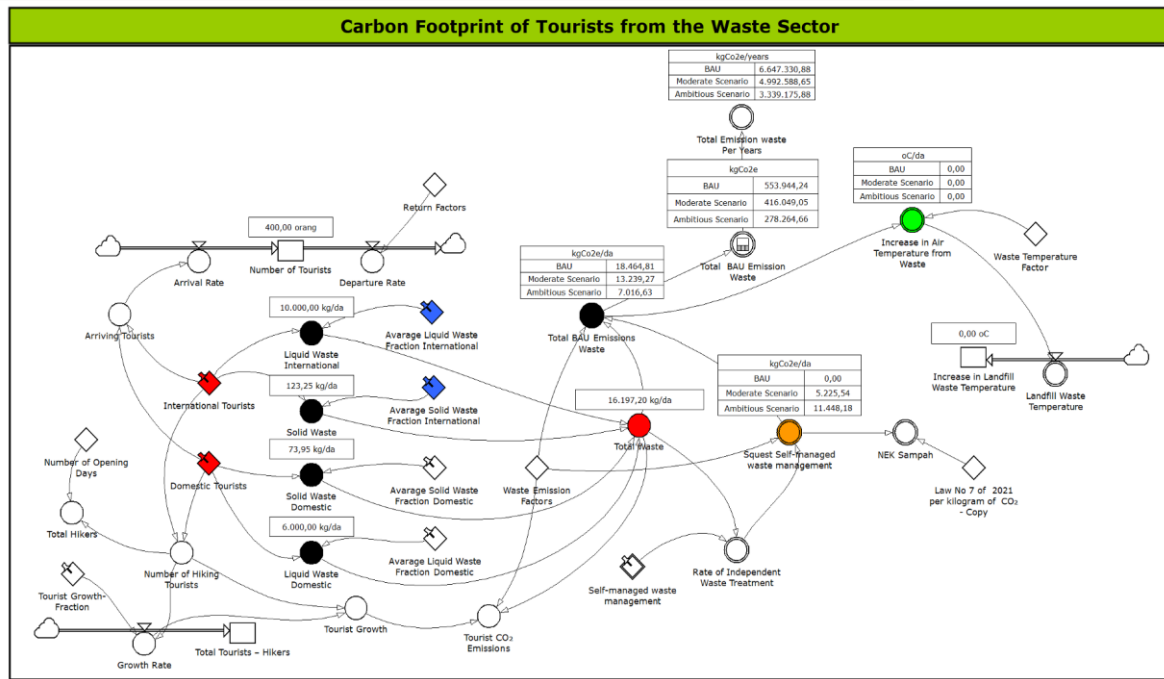 Carbon Footprint of Tourists from the Waste Sector
kgCo2e/years
BAU 6.647.330,88
Moderate Scenario 4.992.588,65
Ambitious Scenario 3.339.175,88
Total Emission waste
Per Years
kgCo2e
BAU 553.944,24
Moderate Scenario 416.049,05
Ambitious Scenario 278.264,66
Total BAU Emission
Waste
oC/da
BAU 0,00
Moderate Scenario 0,00
Ambitious Scenario 0,00
Increase in Air
Temperature from
Waste
Waste Temperature
Factor
Return Factors
400,00 orang
Number of Tourists
Arrival Rate
Departure Rate
kgCo2e/da
BAU 18.464,81
Moderate Scenario 13.239,27
Ambitious Scenario 7.016,63
Total BAU Emissions
Waste
10.000,00 kg/da
Liquid Waste
International
Avarage Liquid Waste
Fraction International
Arriving Tourists
0,00 oC
Increase in Landfill
Waste Temperature
Landfill Waste
Temperature
International Tourists
123,25 kg/da
Solid Waste
Avarage Solid Waste
Fraction International
kgCo2e/da
BAU 0,00
Moderate Scenario 5.225,54
Ambitious Scenario 11.448,18
16.197,20 kg/da
Total Waste
Squest Self-managed
waste management
NEK Sampah
73,95 kg/da
Solid Waste
Domestic
Avarage Solid Waste
Fraction Domestic
Number of Opening
Days
Domestic Tourists
Waste Emission
Factors
Law No 7 of 2021
per kilogram of CO₂
- Copy
6.000,00 kg/da
Liquid Waste
Domestic
Avarage Liquid Waste
Fraction Domestic
Total Hikers
Number of Hiking
Tourists
Tourist Growth-
Fraction
Self-managed waste
management
Rate of Independent
Waste Treatment
Tourist Growth
Tourist CO₂
Emissions
Growth Rate
Total Tourists – Hikers